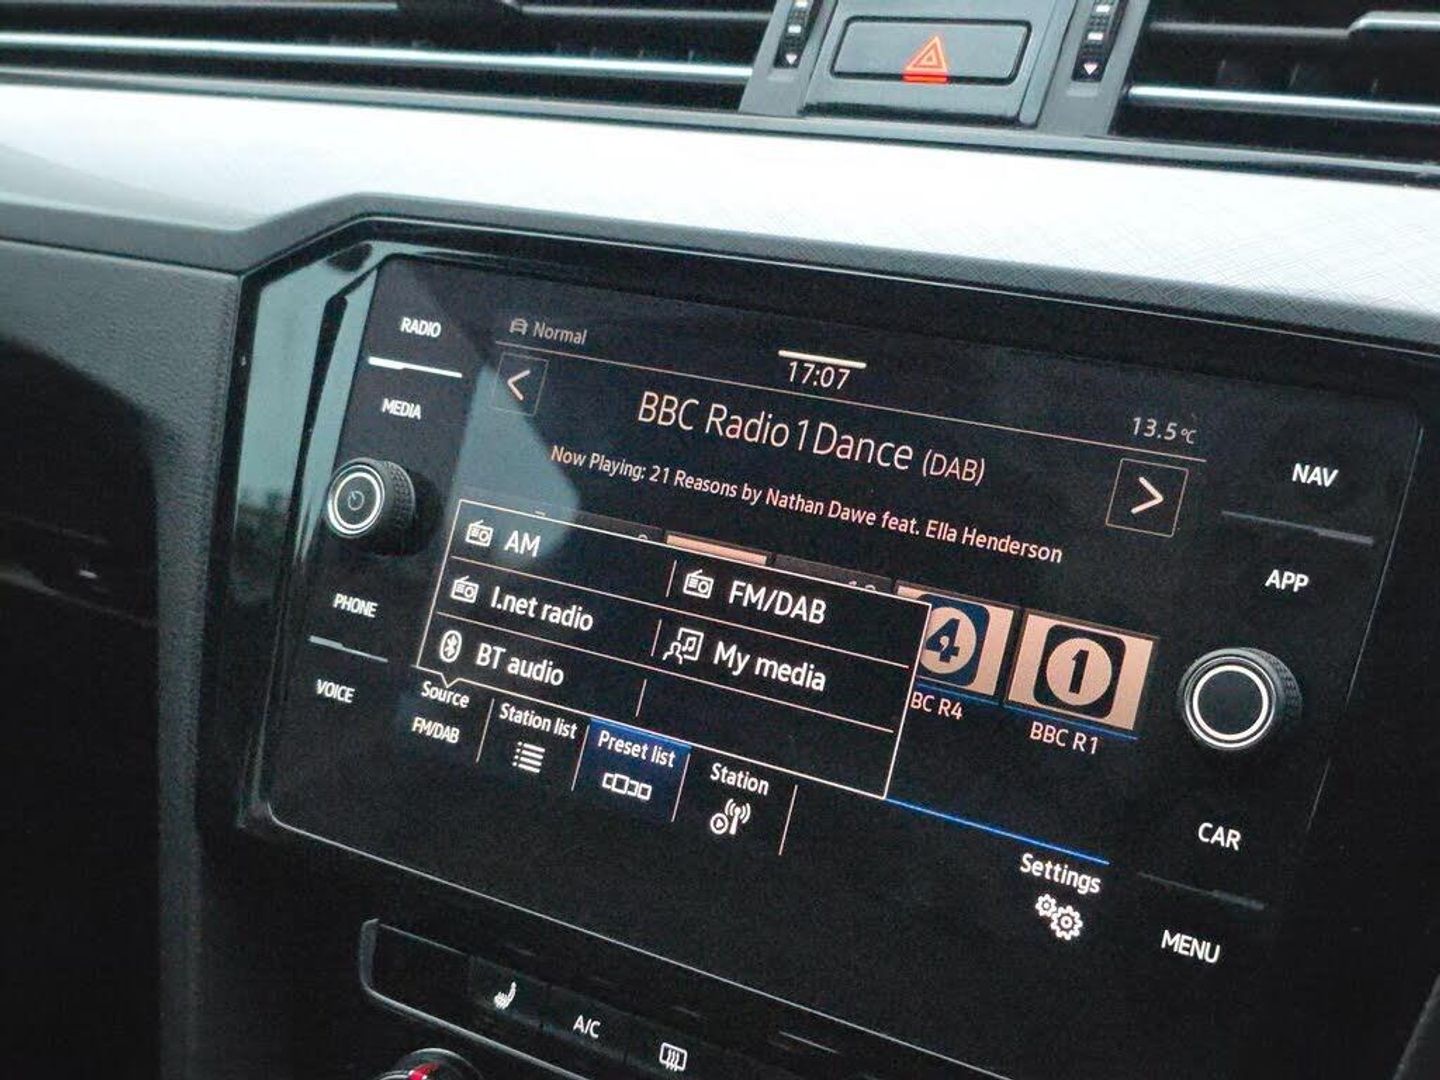 RADIO
MEDIA
PHONE
VOICE
Normal
17:07
13.5°C
<
BBC Radio 1 Dance (DAB)
>
Now Playing: 21 Reasons by Nathan Dawe feat. Ella Henderson
AM
FM/DAB
I.net radio
My media
BT audio
4
BC R4
1
BBC R1
Source
FM/DAB
Station list
Preset list
Station
Settings
NAV
APP
CAR
MENU
A/C